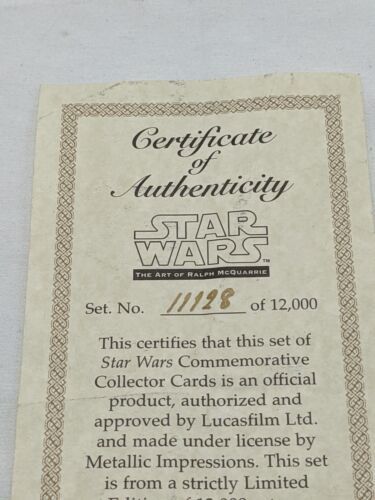 Certificate
of
Authenticity
STAR
WARS™
THE ART OF RALPH MCQUARRIE
Set. No. 11128 of 12,000
This certifies that this set of
Star Wars Commemorative
Collector Cards is an official
product, authorized and
approved by Lucasfilm Ltd.
and made under license by
Metallic Impressions. This set
is from a strictly Limited